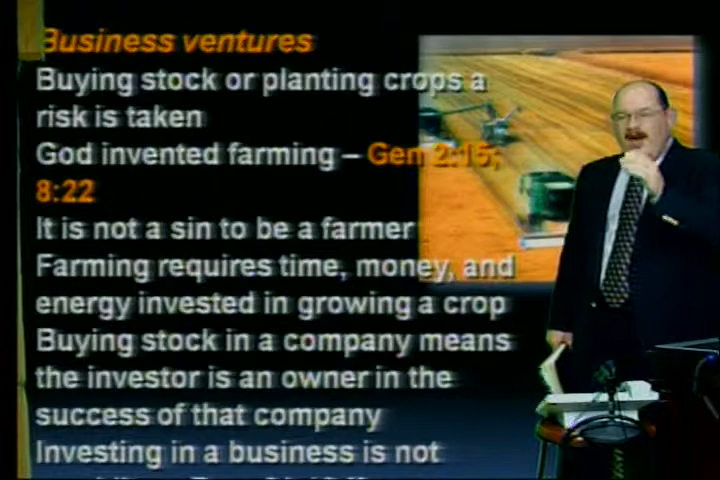 Business ventures
Buying stock or planting crops a
risk is taken
God invented farming – Gen 2:15;
8:22
It is not a sin to be a farmer
Farming requires time, money, and
energy invested in growing a crop
Buying stock in a company means
the investor is an owner in the
success of that company
Investing in a business is not